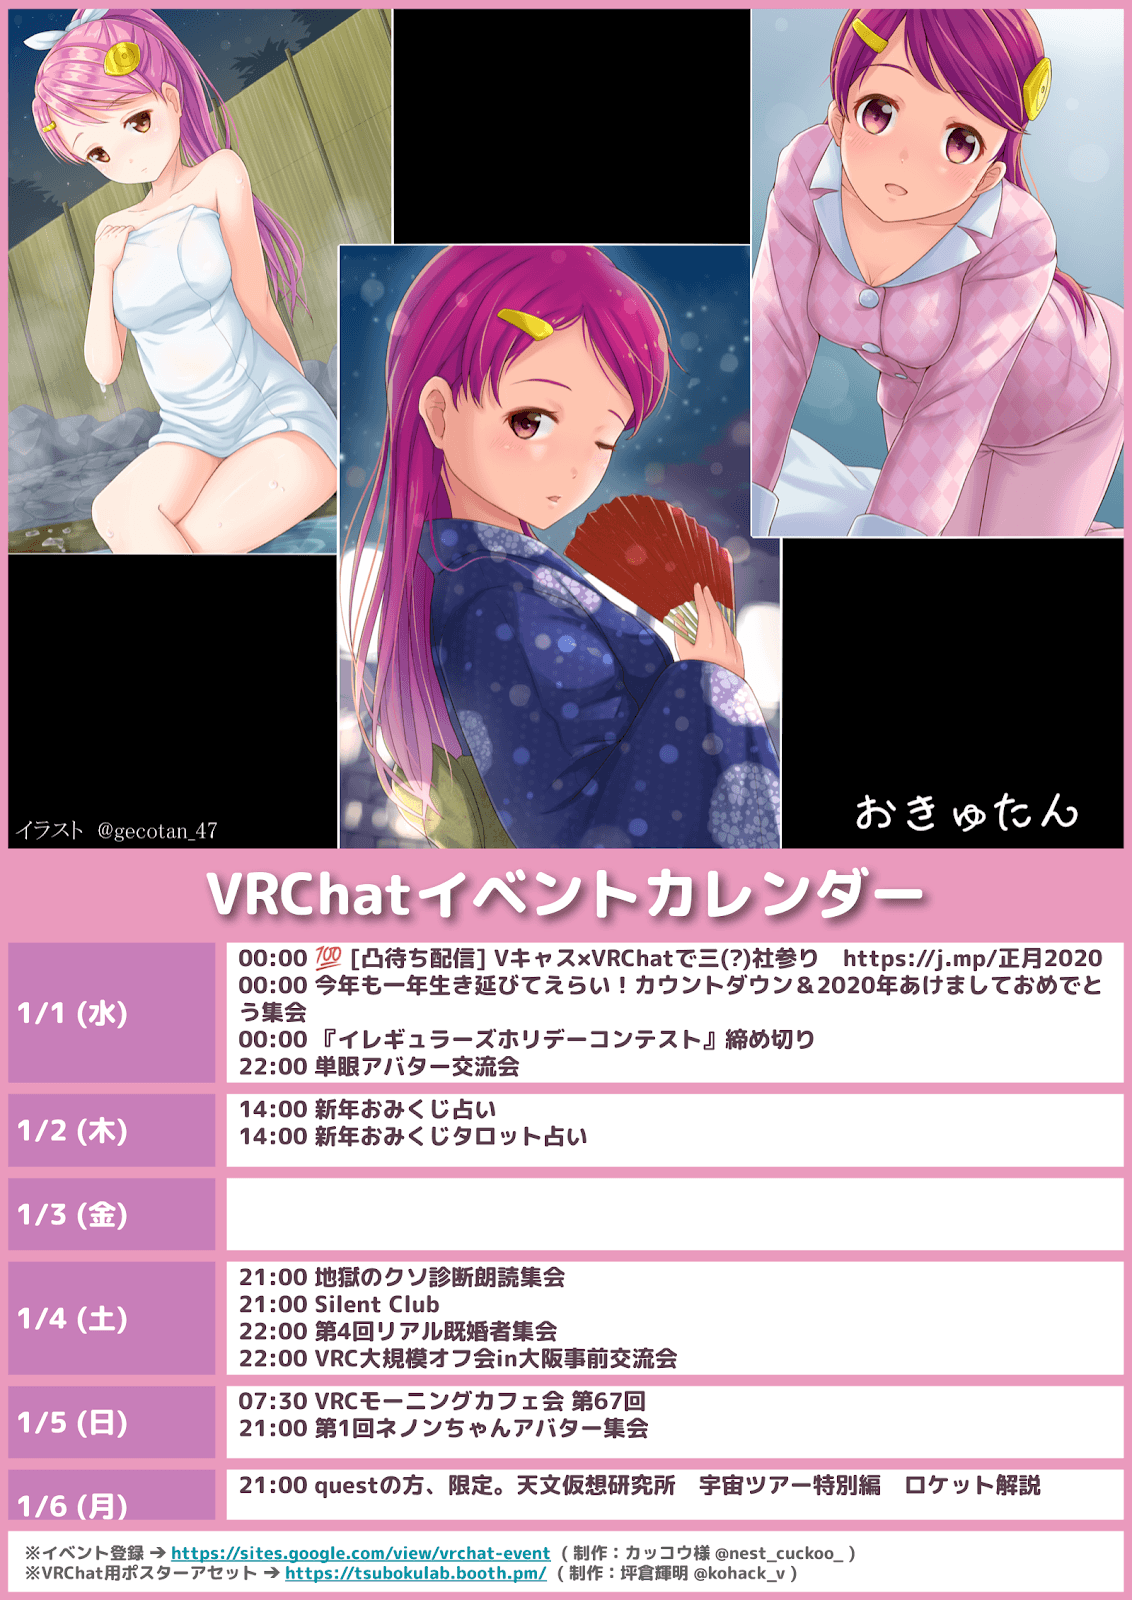 イラスト @gecotan_47
おきゅたん
VRChatイベントカレンダー
1/1 (水)
00:00 💯 [凸待ち配信] Vキャス×VRChatで三(?)社参り　https://j.mp/正月2020
00:00 今年も一年生き延びてえらい！カウントダウン＆2020年あけましておめでと
う集会
00:00 『イレギュラーズホリデーコンテスト』締め切り
22:00 単眼アバター交流会
1/2 (木)
14:00 新年おみくじ占い
14:00 新年おみくじタロット占い
1/3 (金)
1/4 (土)
21:00 地獄のクソ診断朗読集会
21:00 Silent Club
22:00 第4回リアル既婚者集会
22:00 VRC大規模オフ会in大阪事前交流会
1/5 (日)
07:30 VRCモーニングカフェ会 第67回
21:00 第1回ネノンちゃんアバター集会
1/6 (月)
21:00 questの方、限定。天文仮想研究所　宇宙ツアー特別編　ロケット解説
※イベント登録 → https://sites.google.com/view/vrchat-event （ 制作：カッコウ様 @nest_cuckoo_ ）
※VRChat用ポスターアセット → https://tsubokulab.booth.pm/ （ 制作：坪倉輝明 @kohack_v ）